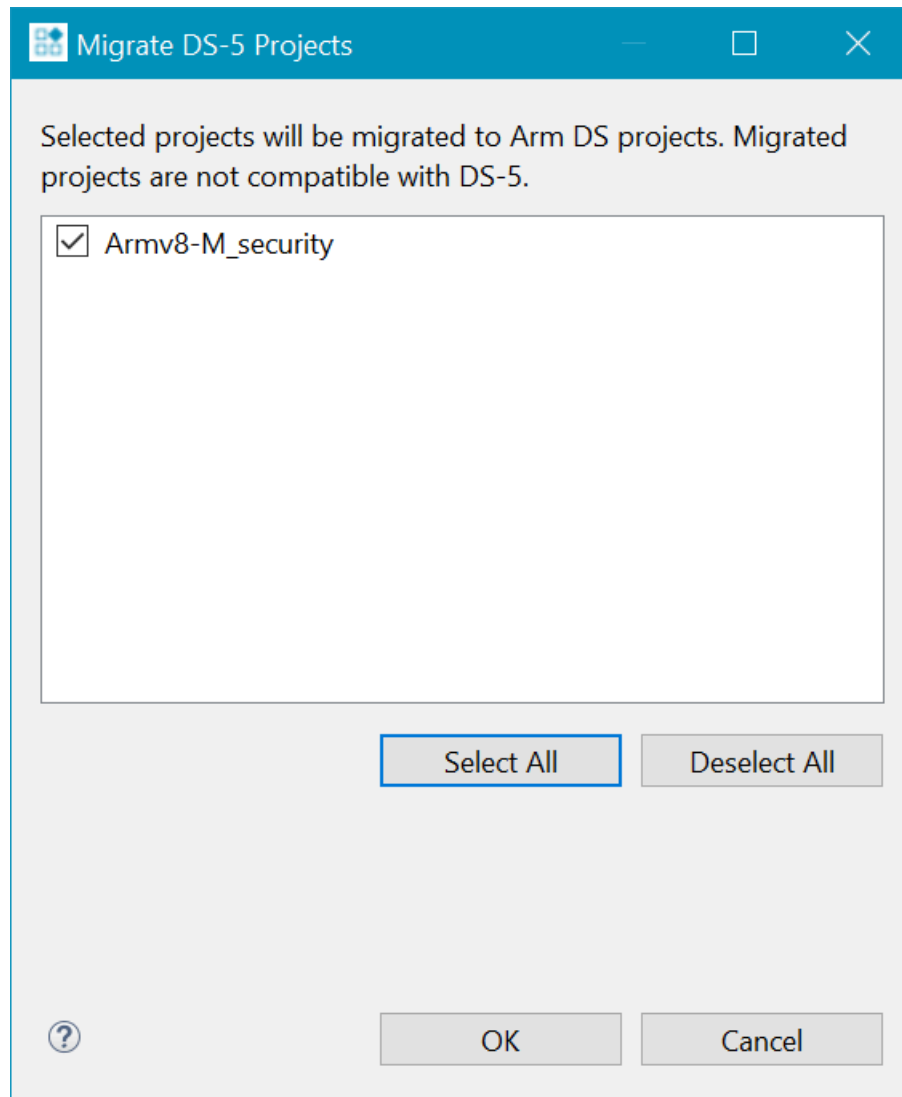 Migrate DS-5 Projects
Selected projects will be migrated to Arm DS projects. Migrated
projects are not compatible with DS-5.
Armv8-M_security
Select All
Deselect All
?
OK
Cancel